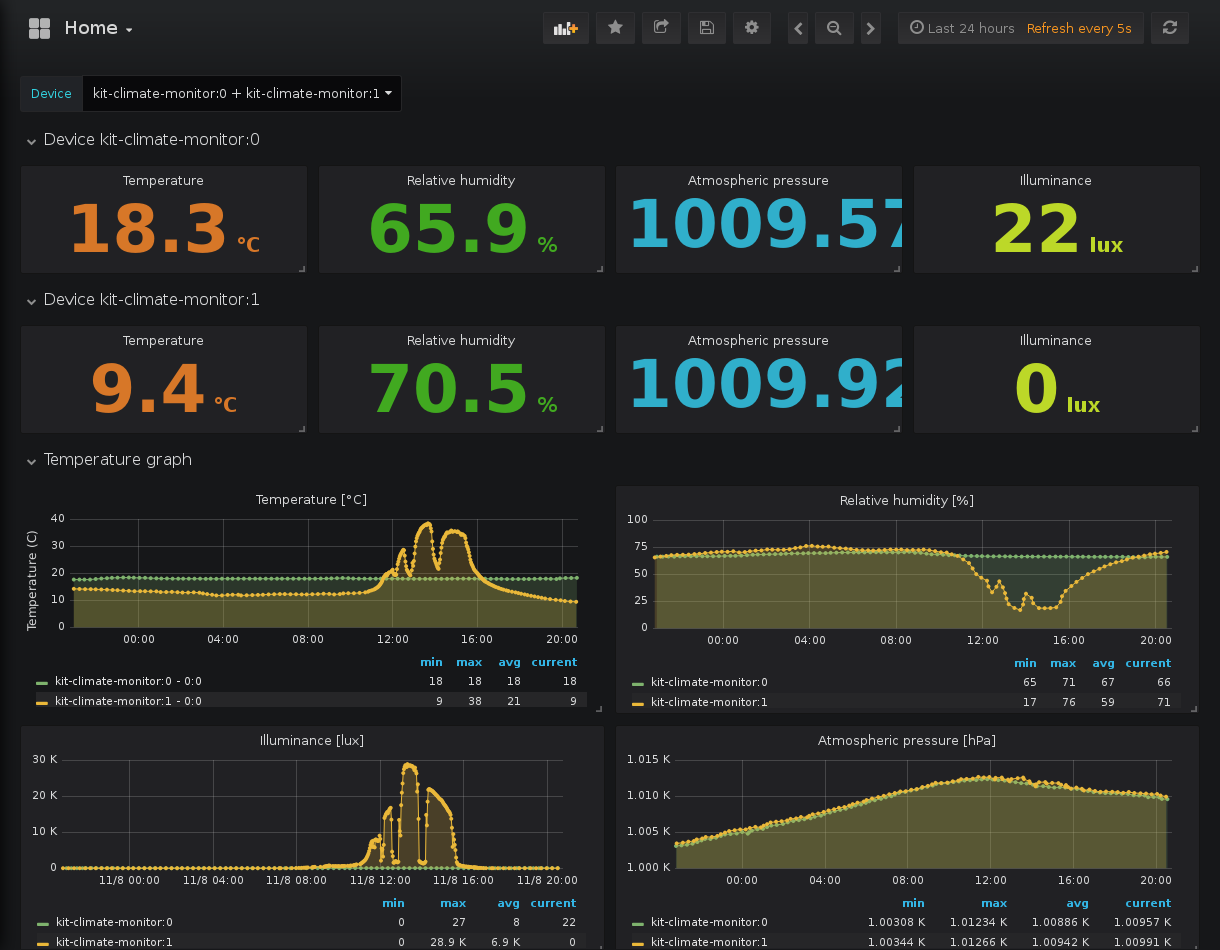 Home
Last 24 hours Refresh every 5s
Device kit-climate-monitor:0 + kit-climate-monitor:1
Device kit-climate-monitor:0
Temperature Relative humidity Atmospheric pressure Illuminance
18.3 °C 65.9 % 1009.57 22 lux
Device kit-climate-monitor:1
Temperature Relative humidity Atmospheric pressure Illuminance
9.4 °C 70.5 % 1009.92 0 lux
Temperature graph
Temperature [°C]
Temperature (C)
40
30
20
10
0
00:00 04:00 08:00 12:00 16:00 20:00
min max avg current
kit-climate-monitor:0 - 0:0 18 18 18 18
kit-climate-monitor:1 - 0:0 9 38 21 9
Relative humidity [%]
100
75
50
25
0
00:00 04:00 08:00 12:00 16:00 20:00
min max avg current
kit-climate-monitor:0 65 71 67 66
kit-climate-monitor:1 17 76 59 71
Illuminance [lux]
30 K
20 K
10 K
0
11/8 00:00 11/8 04:00 11/8 08:00 11/8 12:00 11/8 16:00 11/8 20:00
min max avg current
kit-climate-monitor:0 0 27 8 22
kit-climate-monitor:1 0 28.9 K 6.9 K 0
Atmospheric pressure [hPa]
1.015 K
1.010 K
1.005 K
1.000 K
00:00 04:00 08:00 12:00 16:00 20:00
min max avg current
kit-climate-monitor:0 1.00308 K 1.01234 K 1.00886 K 1.00957 K
kit-climate-monitor:1 1.00344 K 1.01266 K 1.00942 K 1.00991 K